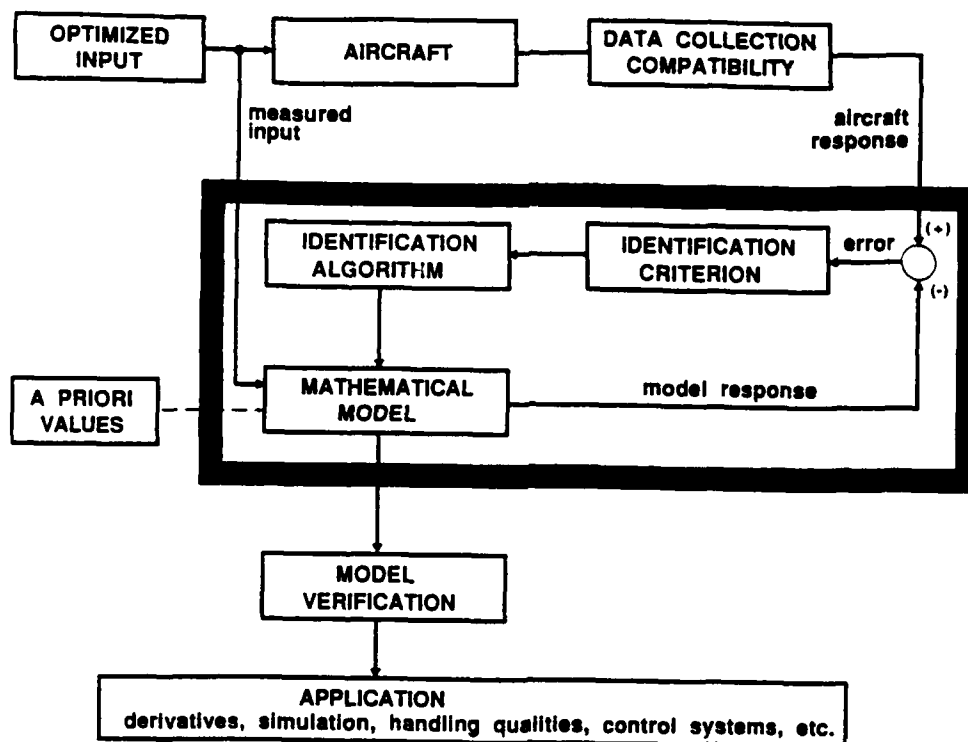 OPTIMIZED
INPUT
AIRCRAFT
DATA COLLECTION
COMPATIBILITY
measured
input
aircraft
response
IDENTIFICATION
ALGORITHM
IDENTIFICATION
CRITERION
error
(+)
(-)
A PRIORI
VALUES
MATHEMATICAL
MODEL
model response
MODEL
VERIFICATION
APPLICATION
derivatives, simulation, handling qualities, control systems, etc.